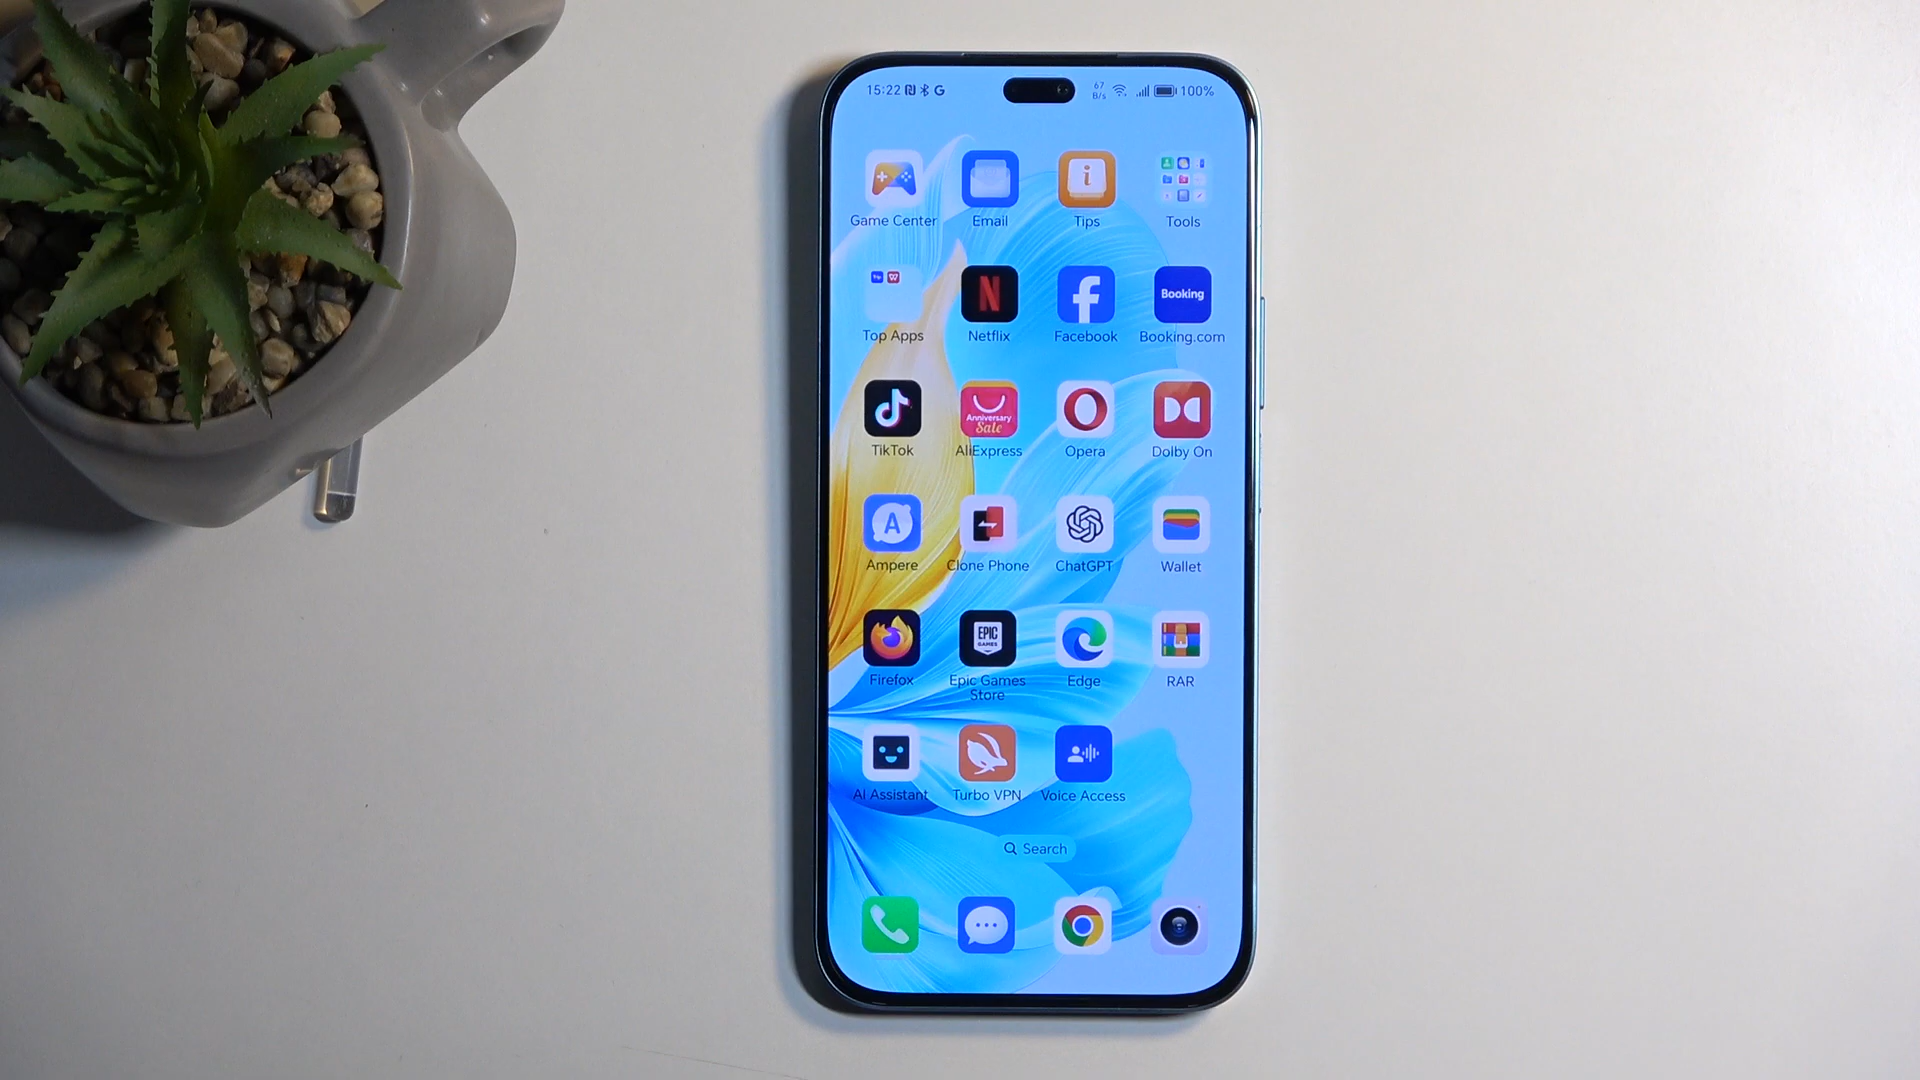 15:22 67 B/s 100%
Game Center Email Tips Tools
Booking
Top Apps Netflix Facebook Booking.com
Anniversary
Sale
TikTok AliExpress Opera Dolby On
A
Ampere Clone Phone ChatGPT Wallet
EPIC
GAMES
Firefox Epic Games Edge RAR
Store
AI Assistant Turbo VPN Voice Access
Search